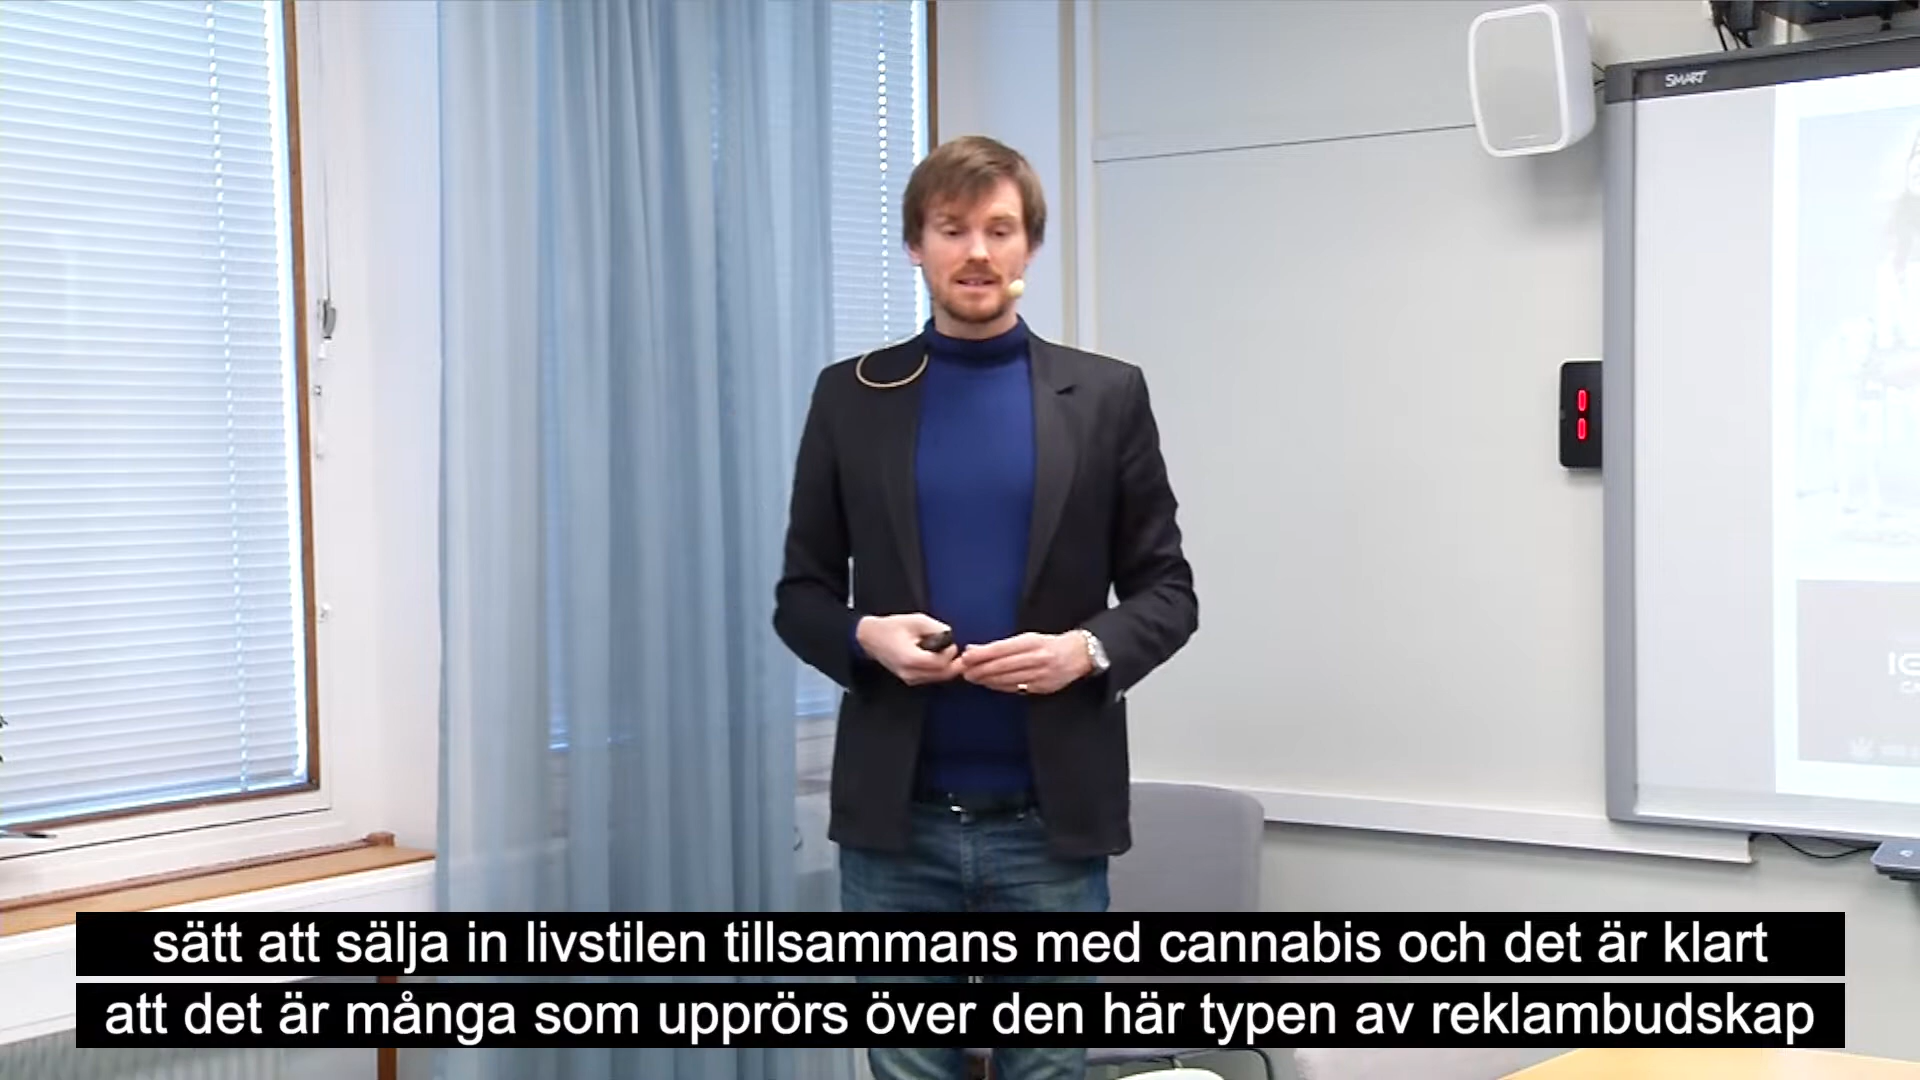 SMART
sätt att sälja in livstilen tillsammans med cannabis och det är klart
att det är många som upprörs över den här typen av reklambudskap